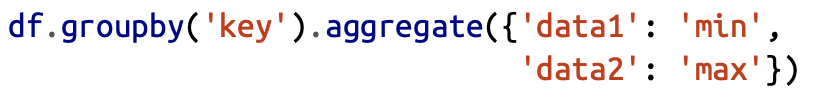 df.groupby('key').aggregate({'data1': 'min',
                             'data2': 'max'})